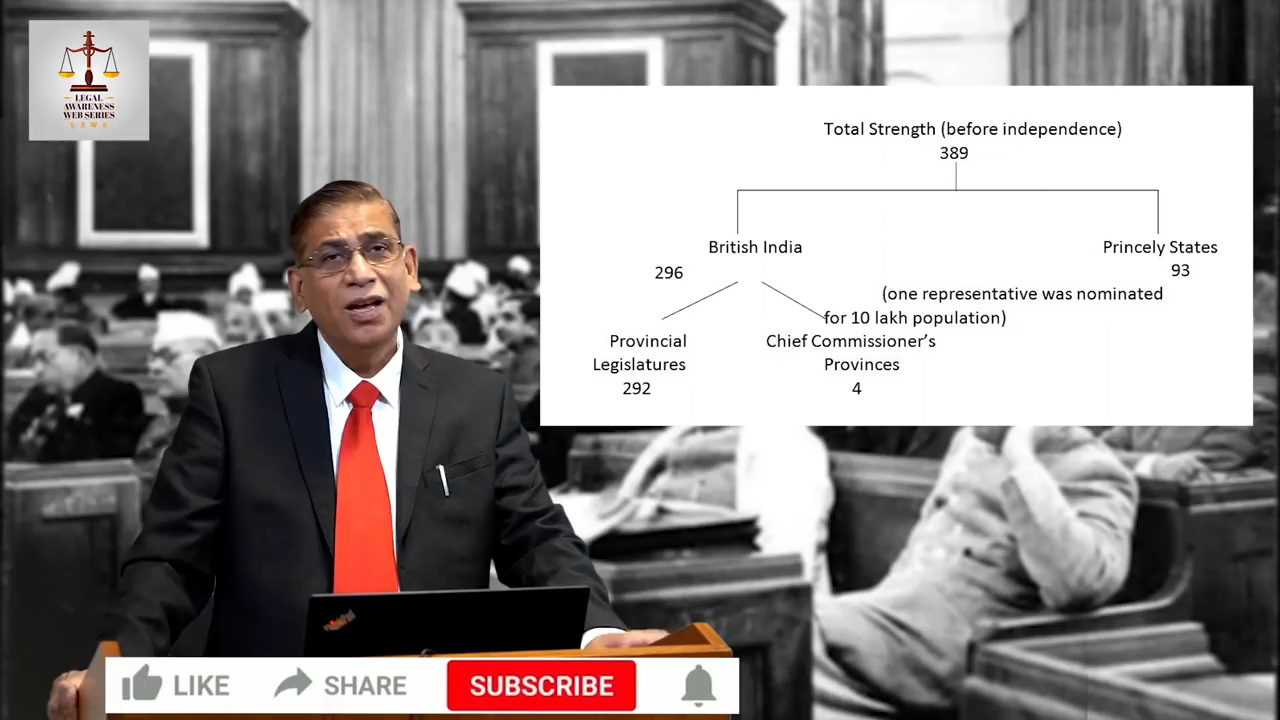 LEGAL
AWARENESS
WEB SERIES
LAWS
Total Strength (before independence)
389
British India
Princely States
296
93
(one representative was nominated
for 10 lakh population)
Provincial
Legislatures
292
Chief Commissioner's
Provinces
4
LIKE
SHARE
SUBSCRIBE